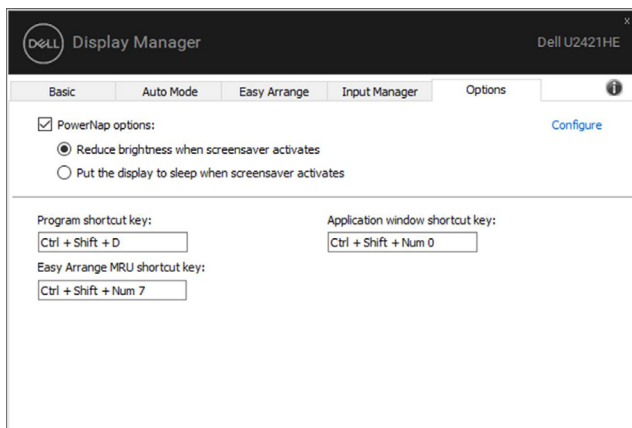 x
DELL Display Manager Dell U2421HE
Basic Auto Mode Easy Arrange Input Manager Options i
PowerNap options: Configure
Reduce brightness when screensaver activates
Put the display to sleep when screensaver activates
Program shortcut key: Application window shortcut key:
Ctrl + Shift + D Ctrl + Shift + Num 0
Easy Arrange MRU shortcut key:
Ctrl + Shift + Num 7